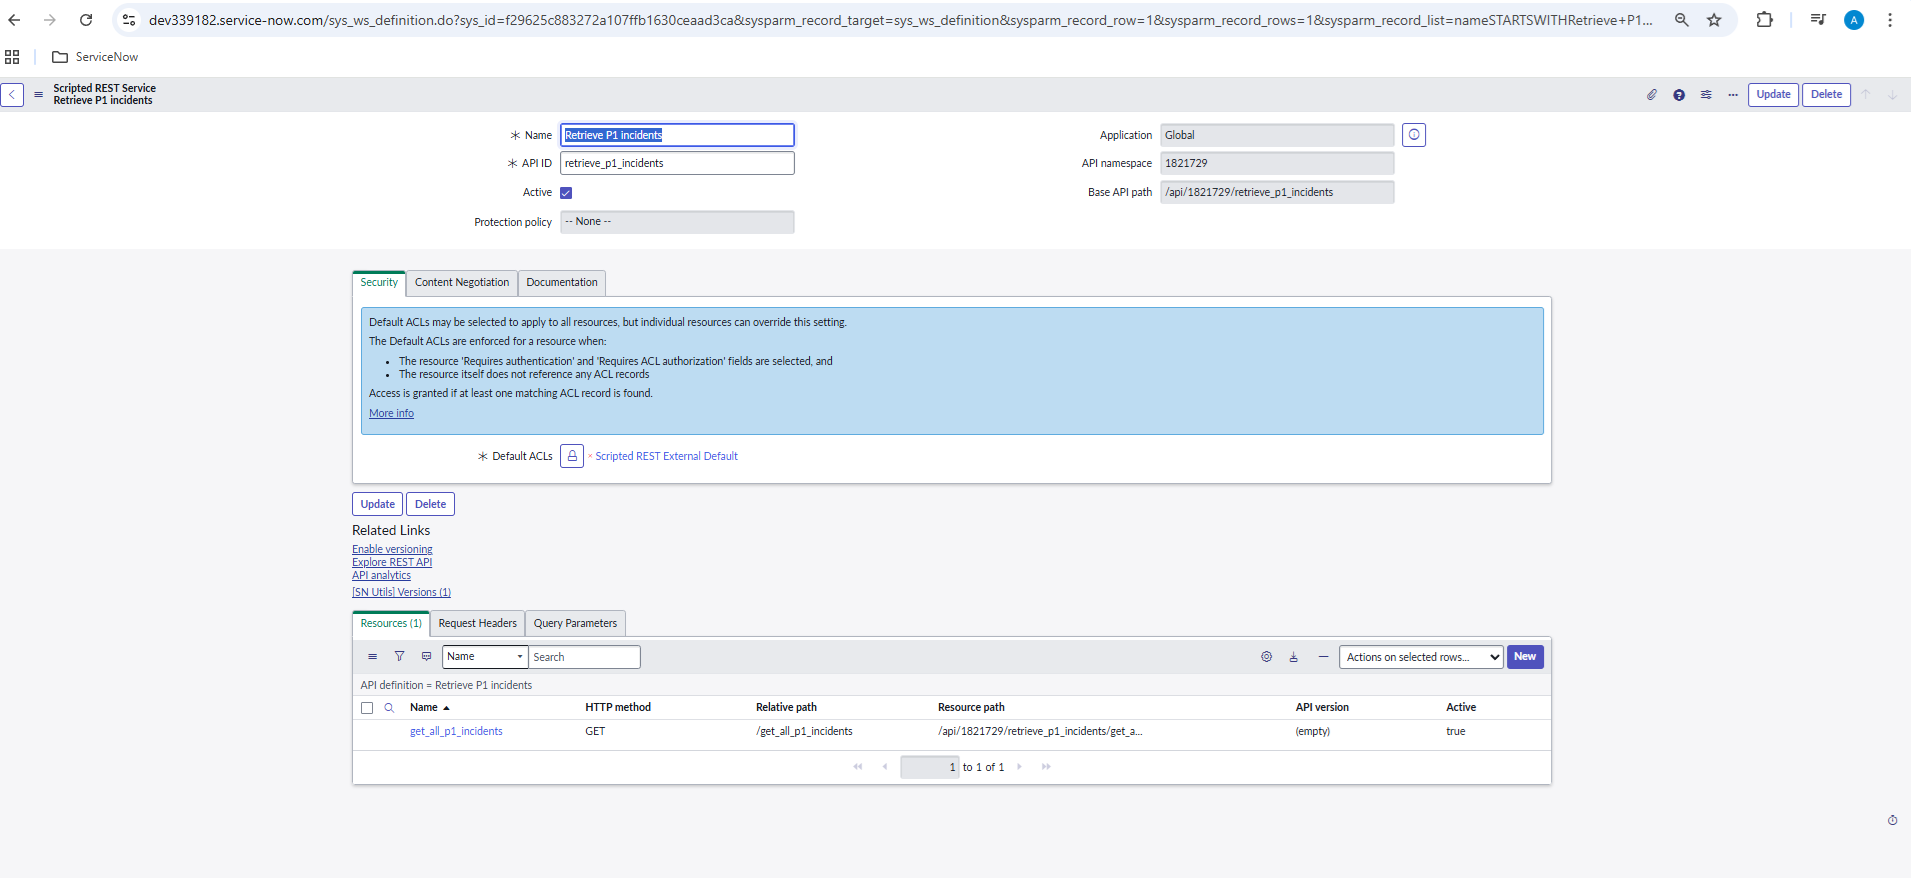 dev339182.service-now.com/sys_ws_definition.do?sys_id=f29625c883272a107ffb1630ceaad3ca&sysparm_record_target=sys_ws_definition&sysparm_record_row=1&sysparm_record_rows=1&sysparm_record_list=nameSTARTSWITHRetrieve+P1...
A
ServiceNow
Scripted REST Service
Retrieve P1 incidents
Update Delete
Name Retrieve P1 incidents
Application Global
API ID retrieve_p1_incidents
API namespace 1821729
Active
Base API path /api/1821729/retrieve_p1_incidents
Protection policy -- None --
Security Content Negotiation Documentation
Default ACLs may be selected to apply to all resources, but individual resources can override this setting.
The Default ACLs are enforced for a resource when:
• The resource 'Requires authentication' and 'Requires ACL authorization' fields are selected, and
• The resource itself does not reference any ACL records
Access is granted if at least one matching ACL record is found.
More info
Default ACLs × Scripted REST External Default
Update Delete
Related Links
Enable versioning
Explore REST API
API analytics
[SN Utils] Versions (1)
Resources (1) Request Headers Query Parameters
Name Search Actions on selected rows... New
API definition = Retrieve P1 incidents
Name HTTP method Relative path Resource path API version Active
get_all_p1_incidents GET /get_all_p1_incidents /api/1821729/retrieve_p1_incidents/get_a... (empty) true
1 to 1 of 1